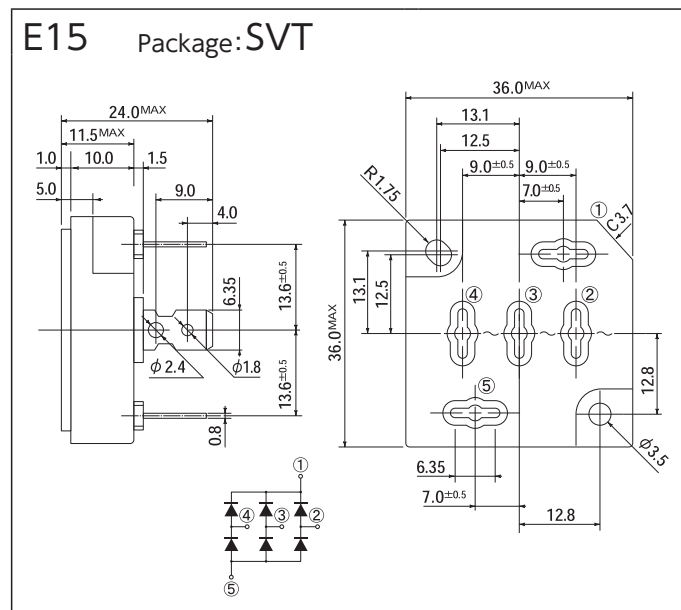 E15 Package:SVT
24.0MAX
11.5MAX
1.0 10.0 1.5
5.0 9.0
4.0
6.35
13.6±0.5
13.6±0.5
ϕ2.4 ϕ1.8
0.8
36.0MAX
13.1
12.5
9.0±0.5 9.0±0.5
7.0±0.5
R1.75
① C3.7
13.1
12.5
36.0MAX
④ ③ ②
⑤
12.8
ϕ3.5
6.35
7.0±0.5
12.8
①
④ ③ ②
⑤